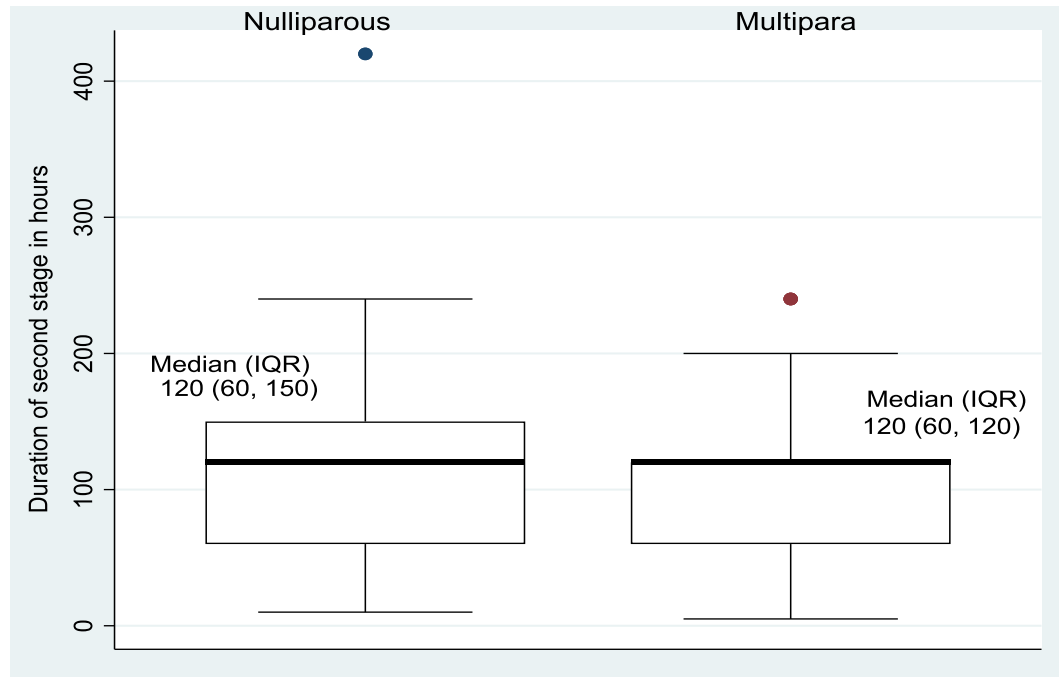 Nulliparous
Multipara
Duration of second stage in hours
400
300
200
100
0
Median (IQR)
120 (60, 150)
Median (IQR)
120 (60, 120)